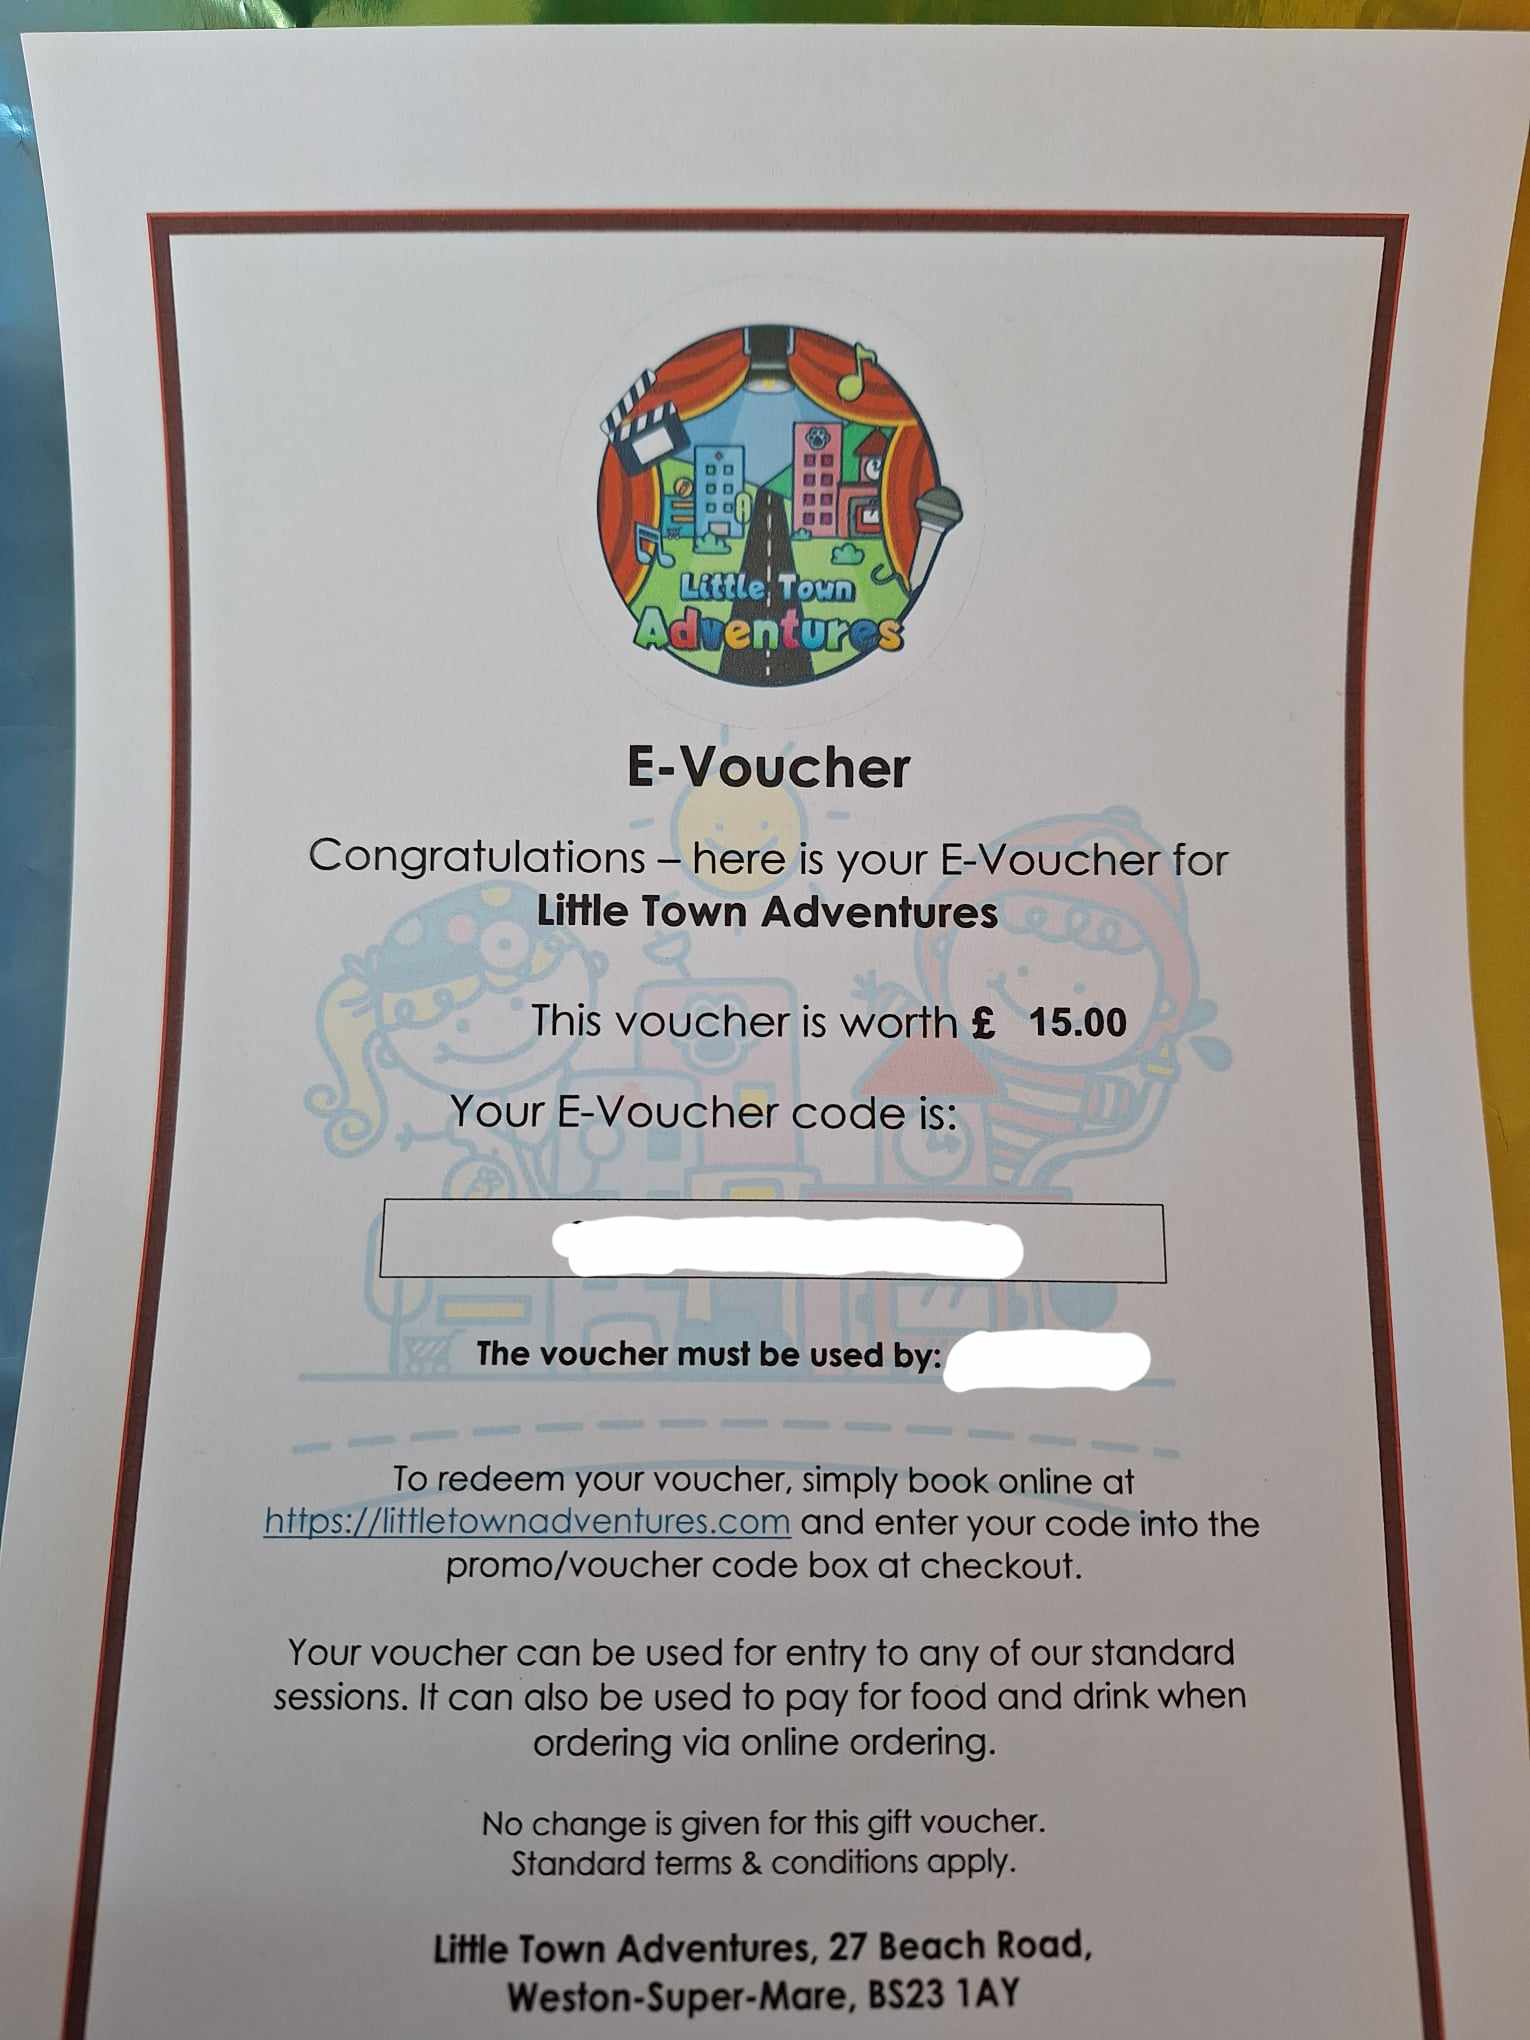 Little Town
Adventures
E-Voucher
Congratulations – here is your E-Voucher for
Little Town Adventures
This voucher is worth £ 15.00
Your E-Voucher code is:
The voucher must be used by:
To redeem your voucher, simply book online at
https://littletownadventures.com and enter your code into the
promo/voucher code box at checkout.
Your voucher can be used for entry to any of our standard
sessions. It can also be used to pay for food and drink when
ordering via online ordering.
No change is given for this gift voucher.
Standard terms & conditions apply.
Little Town Adventures, 27 Beach Road,
Weston-Super-Mare, BS23 1AY